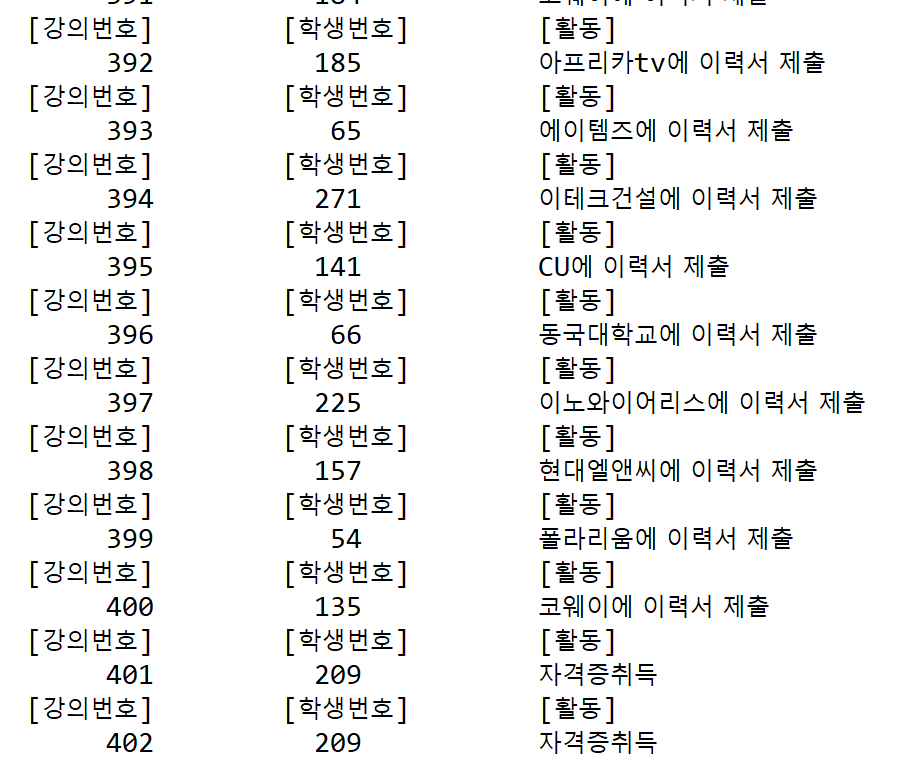 391 184 코웨이에 이력서 제출
[강의번호] [학생번호] [활동]
392 185 아프리카tv에 이력서 제출
[강의번호] [학생번호] [활동]
393 65 에이템즈에 이력서 제출
[강의번호] [학생번호] [활동]
394 271 이테크건설에 이력서 제출
[강의번호] [학생번호] [활동]
395 141 CU에 이력서 제출
[강의번호] [학생번호] [활동]
396 66 동국대학교에 이력서 제출
[강의번호] [학생번호] [활동]
397 225 이노와이어리스에 이력서 제출
[강의번호] [학생번호] [활동]
398 157 현대엘앤씨에 이력서 제출
[강의번호] [학생번호] [활동]
399 54 폴라리움에 이력서 제출
[강의번호] [학생번호] [활동]
400 135 코웨이에 이력서 제출
[강의번호] [학생번호] [활동]
401 209 자격증취득
[강의번호] [학생번호] [활동]
402 209 자격증취득